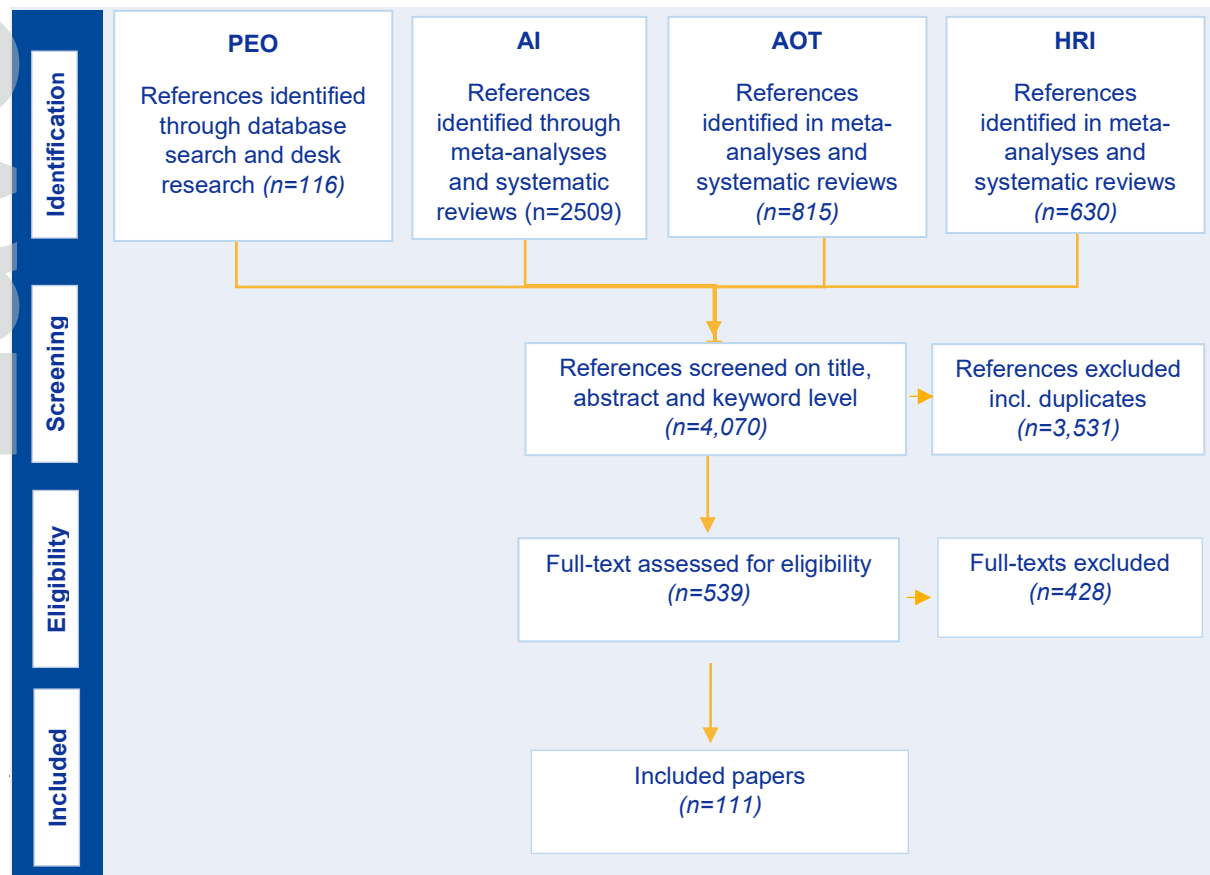 Identification
PEO
References identified
through database
search and desk
research (n=116)
AI
References
identified through
meta-analyses
and systematic
reviews (n=2509)
AOT
References
identified in meta-
analyses and
systematic reviews
(n=815)
HRI
References
identified in meta-
analyses and
systematic reviews
(n=630)
Screening
References screened on title,
abstract and keyword level
(n=4,070)
References excluded
incl. duplicates
(n=3,531)
Eligibility
Full-text assessed for eligibility
(n=539)
Full-texts excluded
(n=428)
Included
Included papers
(n=111)